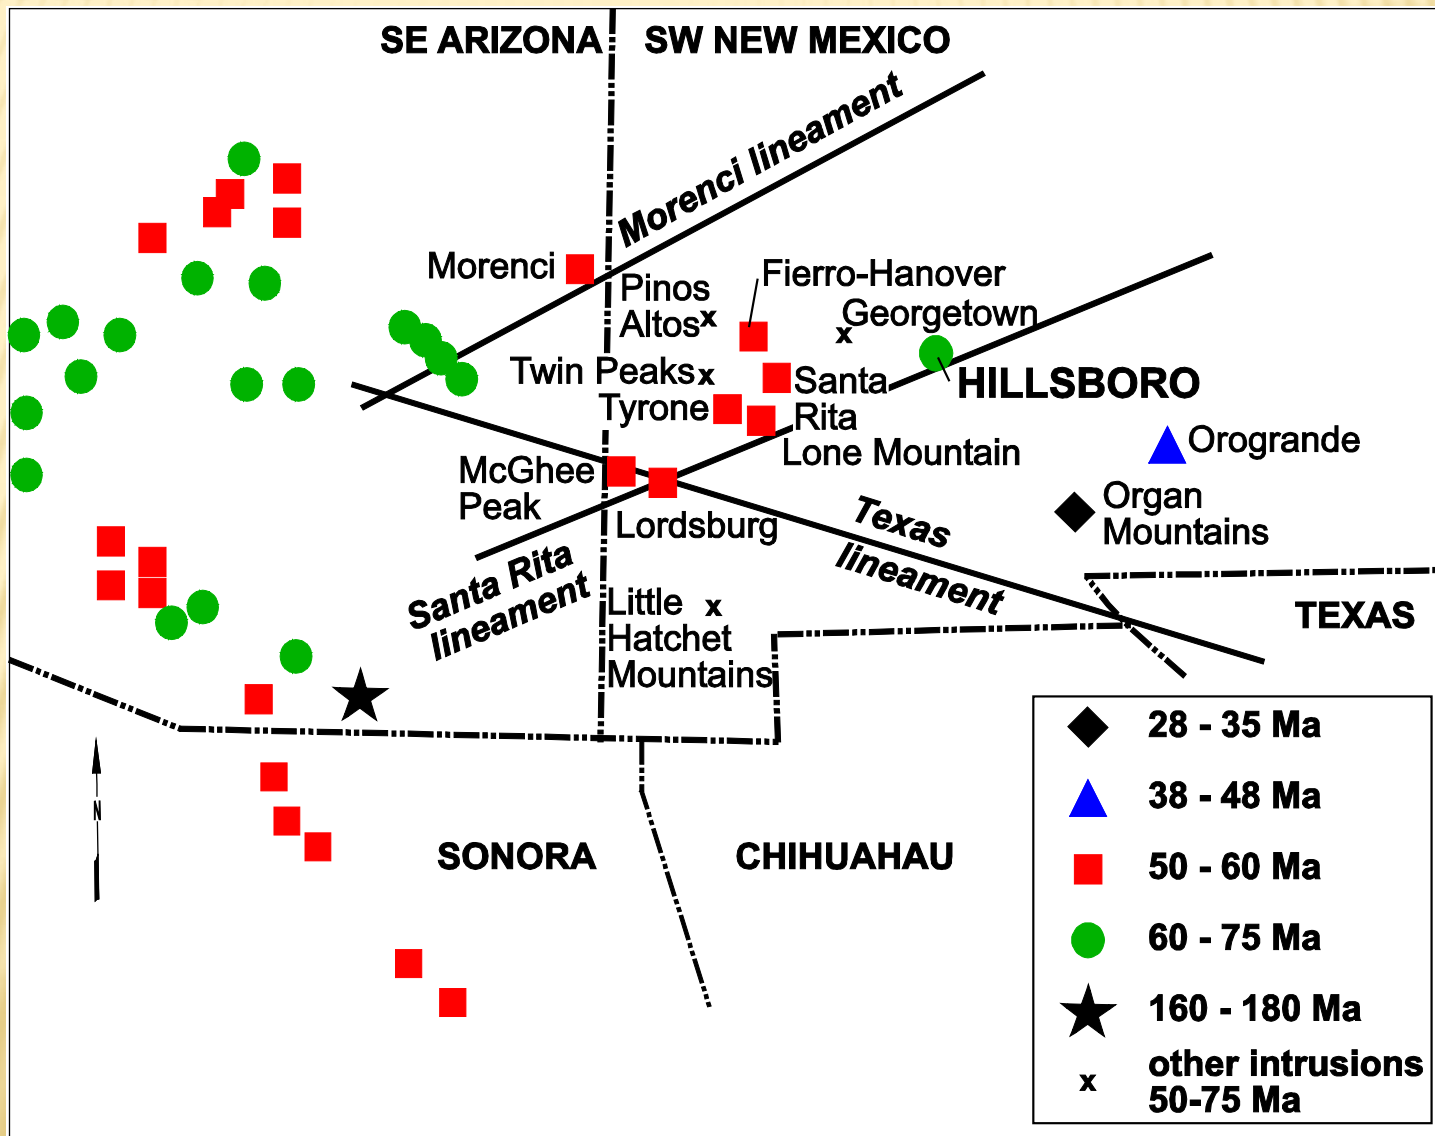 SE ARIZONA
SW NEW MEXICO
Morenci lineament
Morenci
Pinos
Altos
x
Fierro-Hanover
Georgetown
x
Twin Peaks
x
Tyrone
Santa
Rita
Lone Mountain
HILLSBORO
Orogrande
McGhee
Peak
Lordsburg
Organ
Mountains
Texas
lineament
Santa Rita
lineament
Little
x
Hatchet
Mountains
TEXAS
N
SONORA
CHIHUAHAU
28 - 35 Ma
38 - 48 Ma
50 - 60 Ma
60 - 75 Ma
160 - 180 Ma
x
other intrusions
50-75 Ma